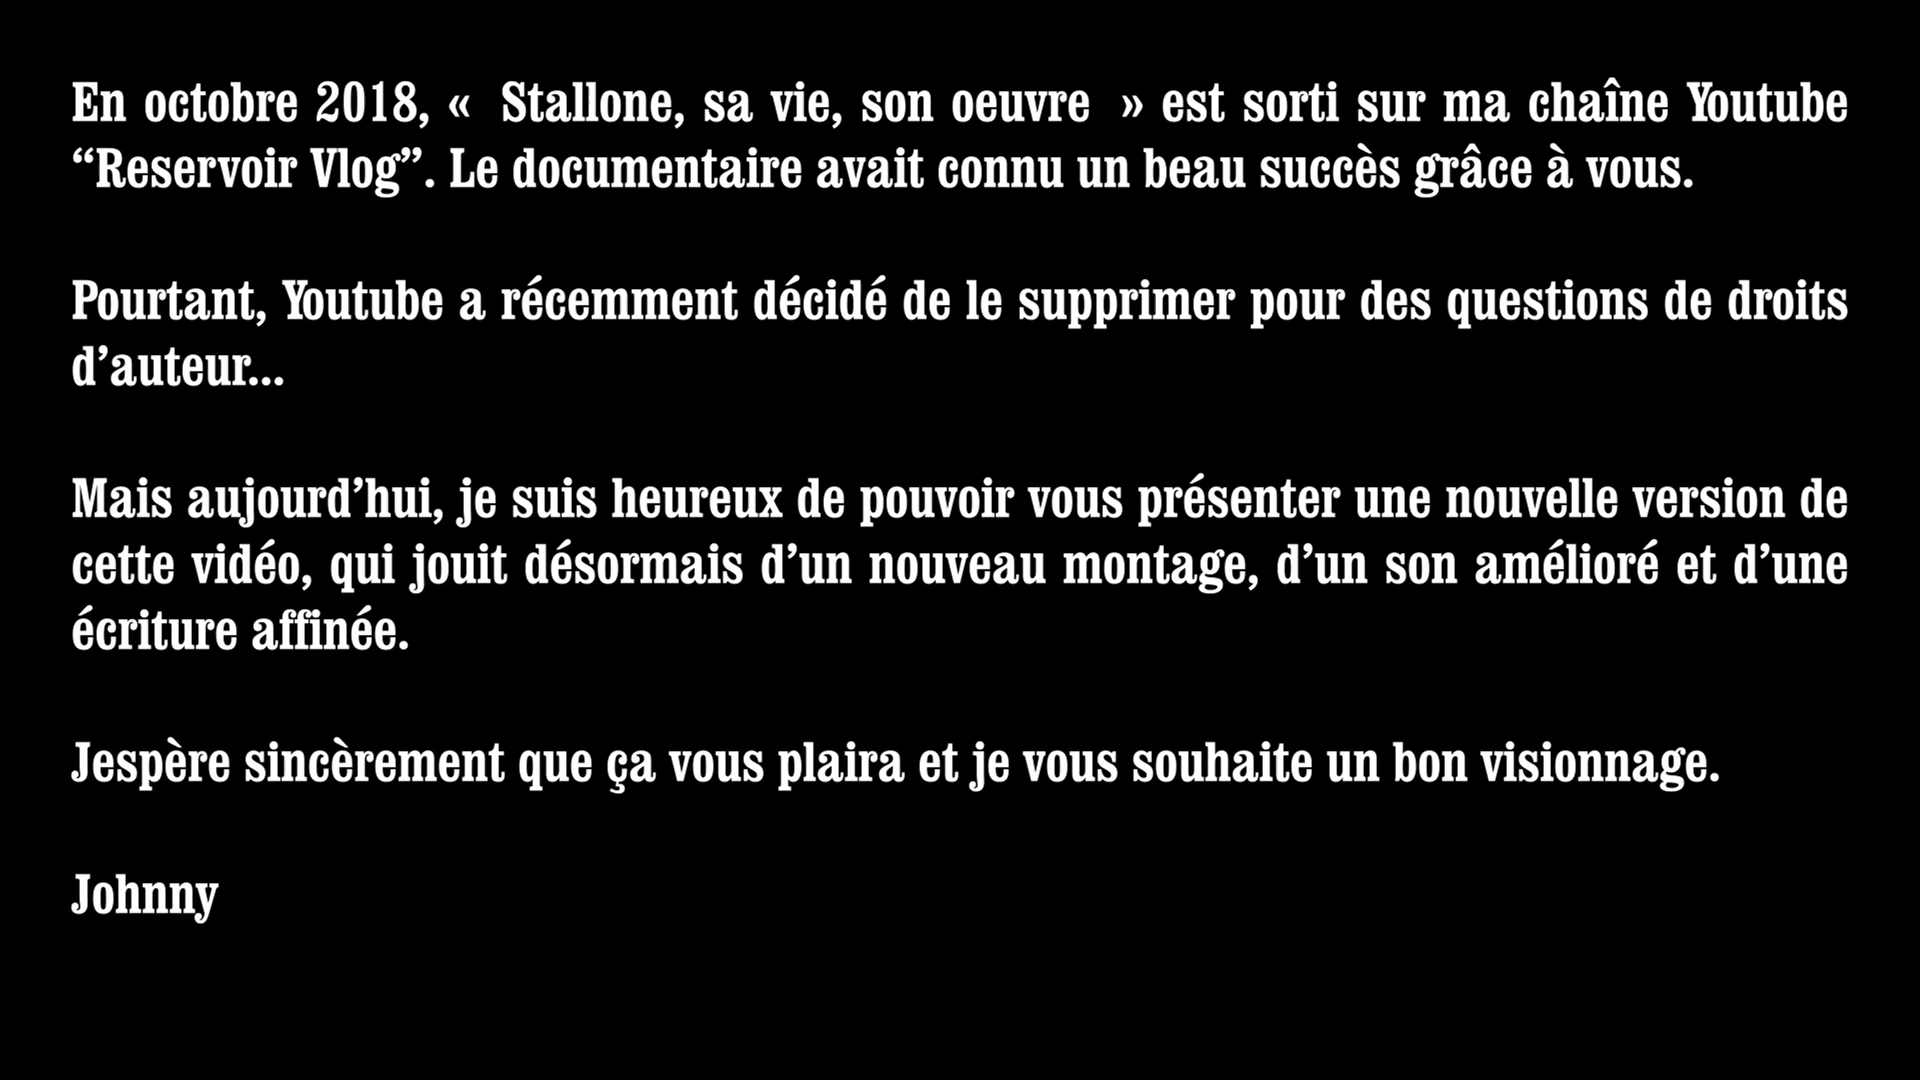 En octobre 2018, « Stallone, sa vie, son oeuvre » est sorti sur ma chaîne Youtube
“Reservoir Vlog”. Le documentaire avait connu un beau succès grâce à vous.
Pourtant, Youtube a récemment décidé de le supprimer pour des questions de droits
d’auteur...
Mais aujourd’hui, je suis heureux de pouvoir vous présenter une nouvelle version de
cette vidéo, qui jouit désormais d’un nouveau montage, d’un son amélioré et d’une
écriture affinée.
Jespère sincèrement que ça vous plaira et je vous souhaite un bon visionnage.
Johnny